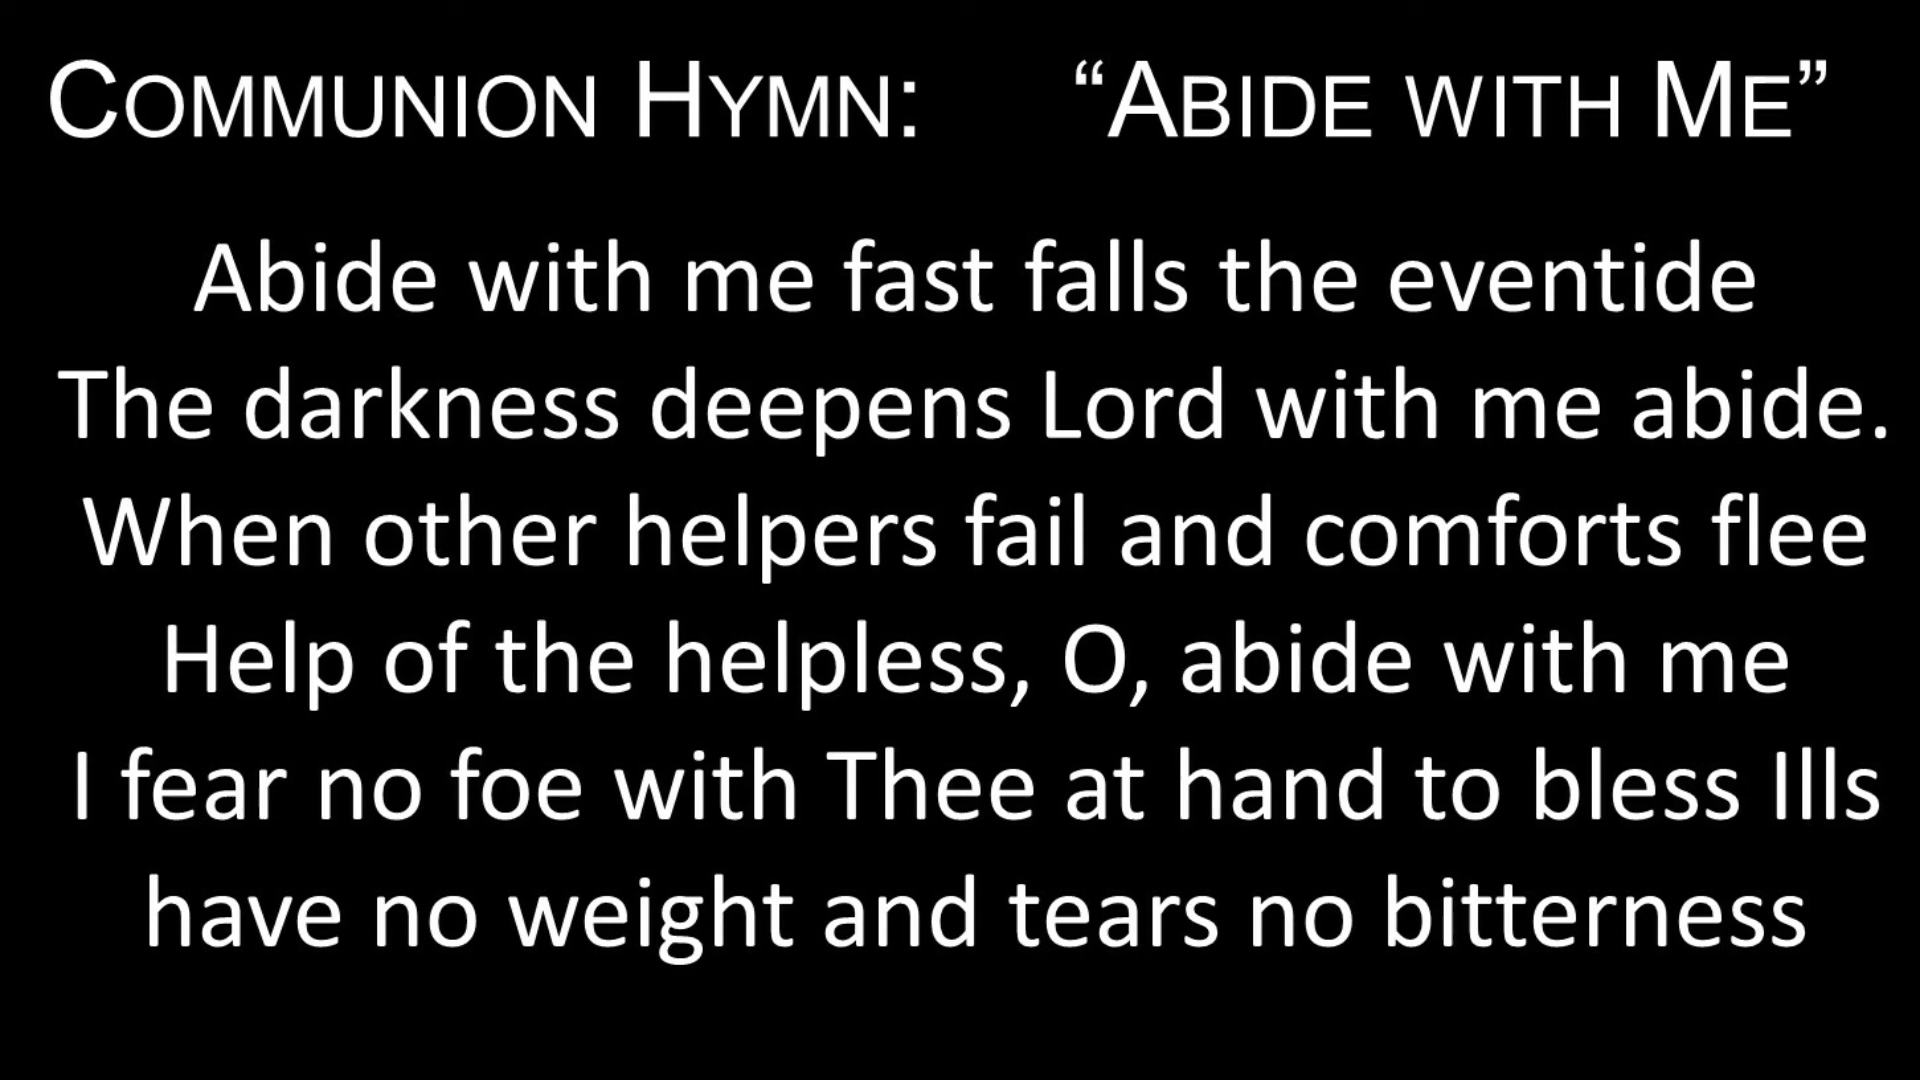 COMMUNION HYMN: “ABIDE WITH ME”
Abide with me fast falls the eventide
The darkness deepens Lord with me abide.
When other helpers fail and comforts flee
Help of the helpless, O, abide with me
I fear no foe with Thee at hand to bless Ills
have no weight and tears no bitterness